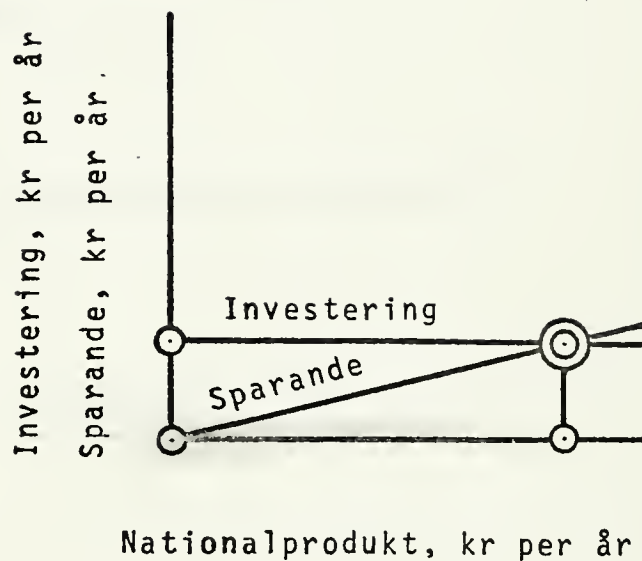 Investering, kr per år
Sparande, kr per år.
Investering
Sparande
Nationalprodukt, kr per år